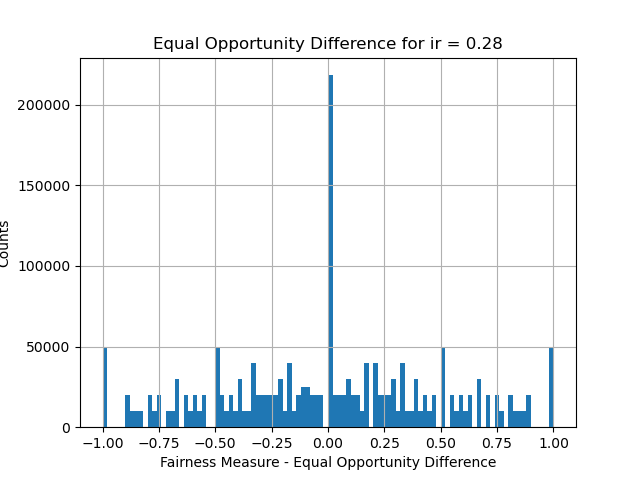 Equal Opportunity Difference for ir = 0.28
200000
150000
100000
50000
0
Counts
−1.00 −0.75 −0.50 −0.25 0.00 0.25 0.50 0.75 1.00
Fairness Measure - Equal Opportunity Difference